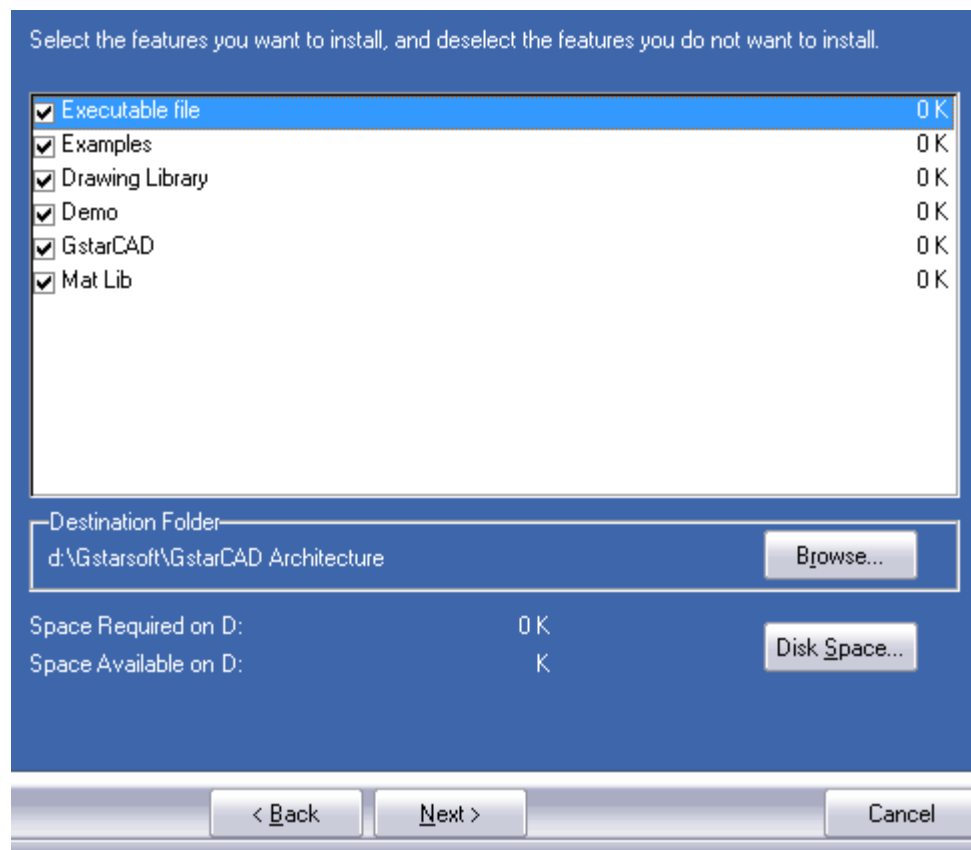 Select the features you want to install, and deselect the features you do not want to install.
Executable file 0 K
Examples 0 K
Drawing Library 0 K
Demo 0 K
GstarCAD 0 K
Mat Lib 0 K
Destination Folder
d:\Gstarsoft\GstarCAD Architecture Browse...
Space Required on D: 0 K
Disk Space...
Space Available on D: K
< Back Next > Cancel